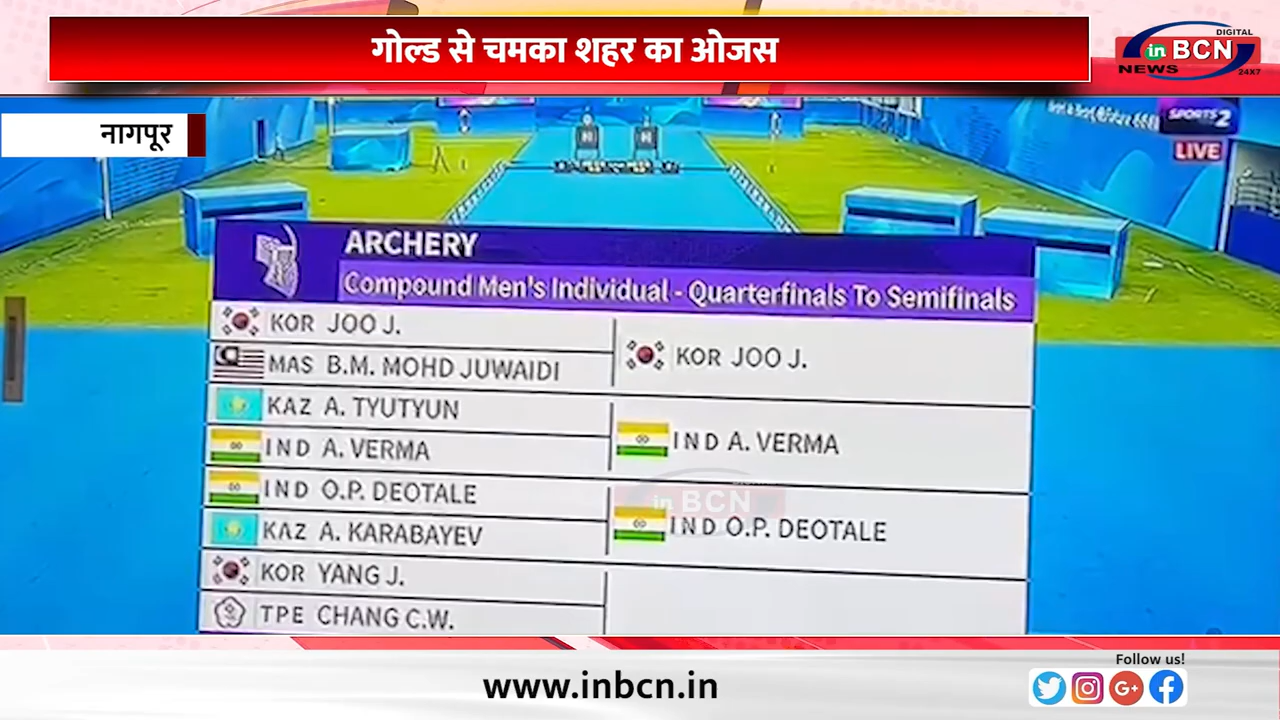 गोल्ड से चमका शहर का ओजस
DIGITAL
in BCN
NEWS 24X7
नागपुर
SPORTS 2
LIVE
ARCHERY
Compound Men's Individual - Quarterfinals To Semifinals
KOR JOO J.
MAS B.M. MOHD JUWAIDI
KOR JOO J.
KAZ A. TYUTYUN
IND A. VERMA
IND A. VERMA
IND O.P. DEOTALE
KAZ A. KARABAYEV
IND O.P. DEOTALE
KOR YANG J.
TPE CHANG C.W.
in BCN
Follow us!
www.inbcn.in